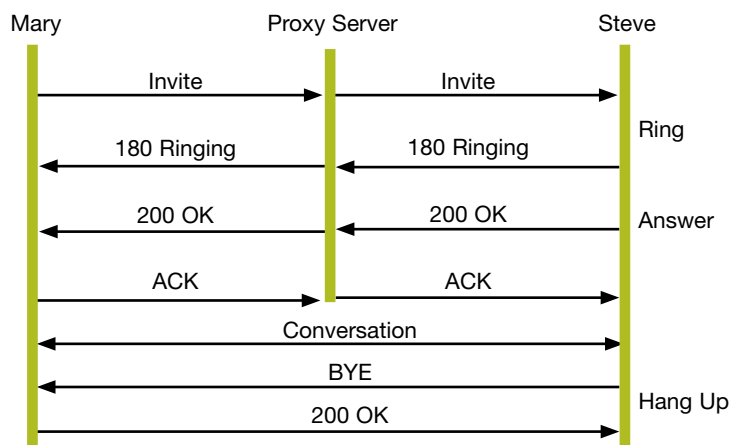 Mary Proxy Server Steve
Invite Invite
Ring
180 Ringing 180 Ringing
200 OK 200 OK Answer
ACK ACK
Conversation
BYE
Hang Up
200 OK